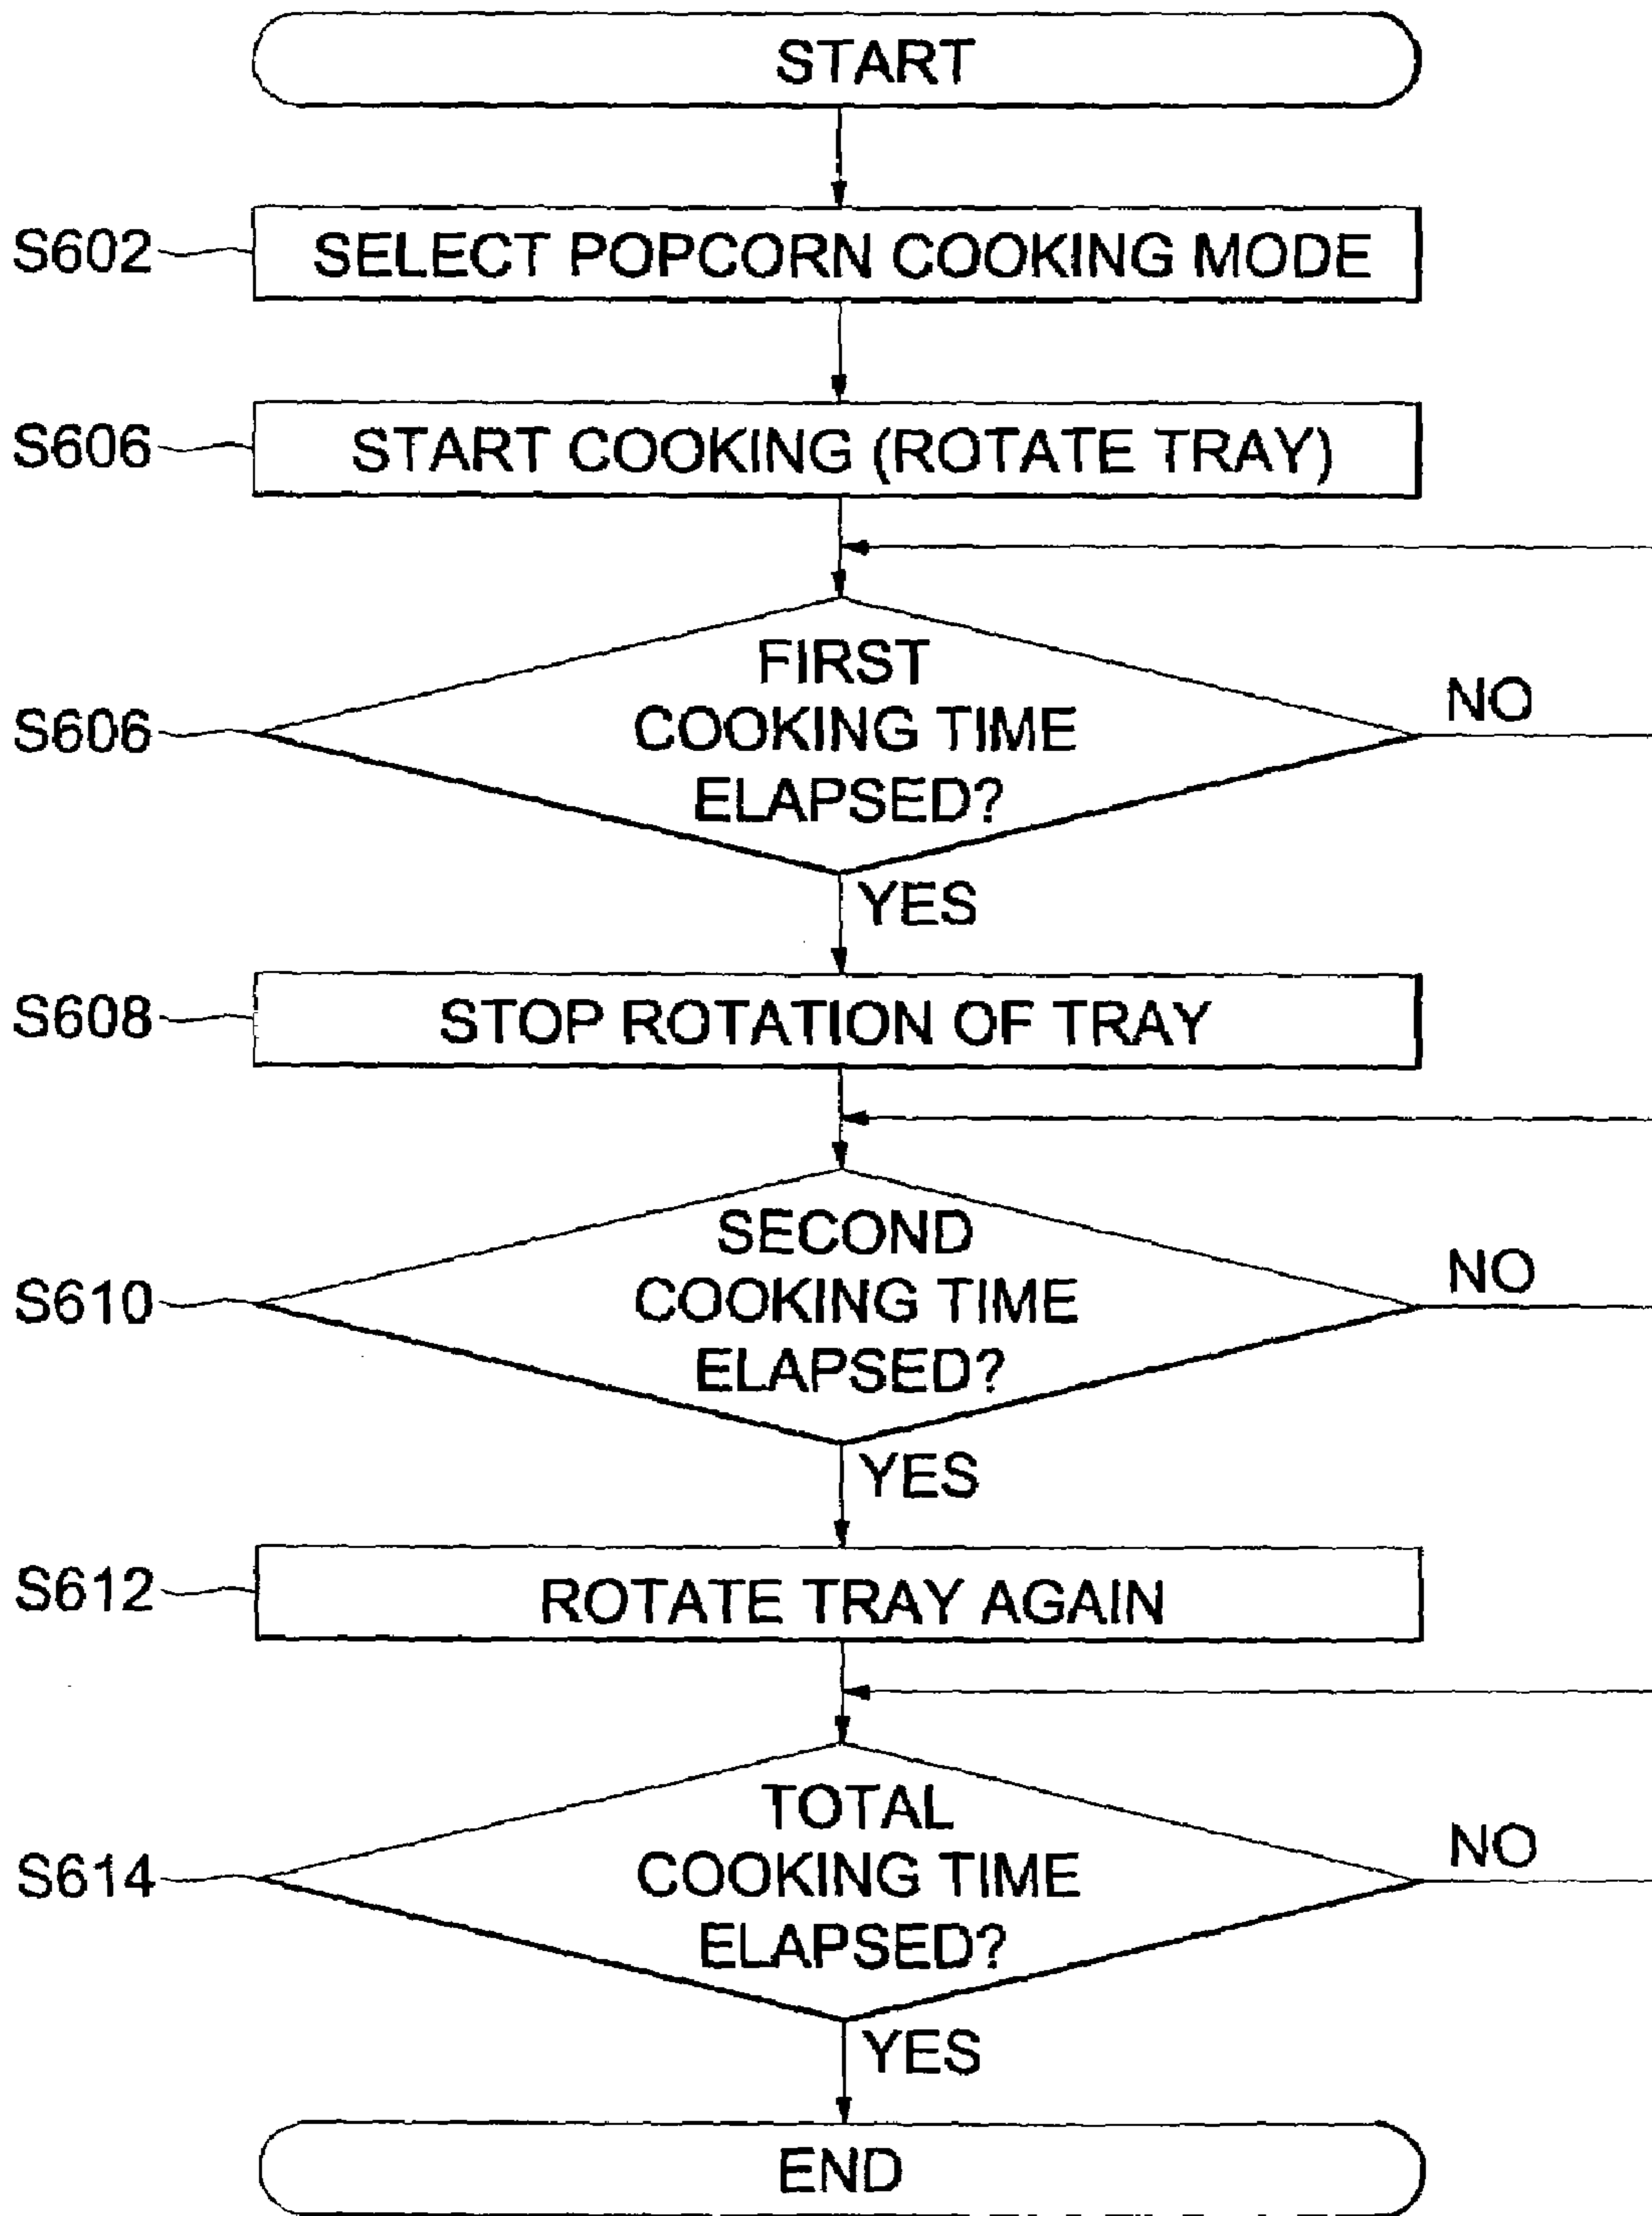 START
S602
SELECT POPCORN COOKING MODE
S606
START COOKING (ROTATE TRAY)
S606
FIRST
COOKING TIME
ELAPSED?
NO
YES
S608
STOP ROTATION OF TRAY
S610
SECOND
COOKING TIME
ELAPSED?
NO
YES
S612
ROTATE TRAY AGAIN
S614
TOTAL
COOKING TIME
ELAPSED?
NO
YES
END